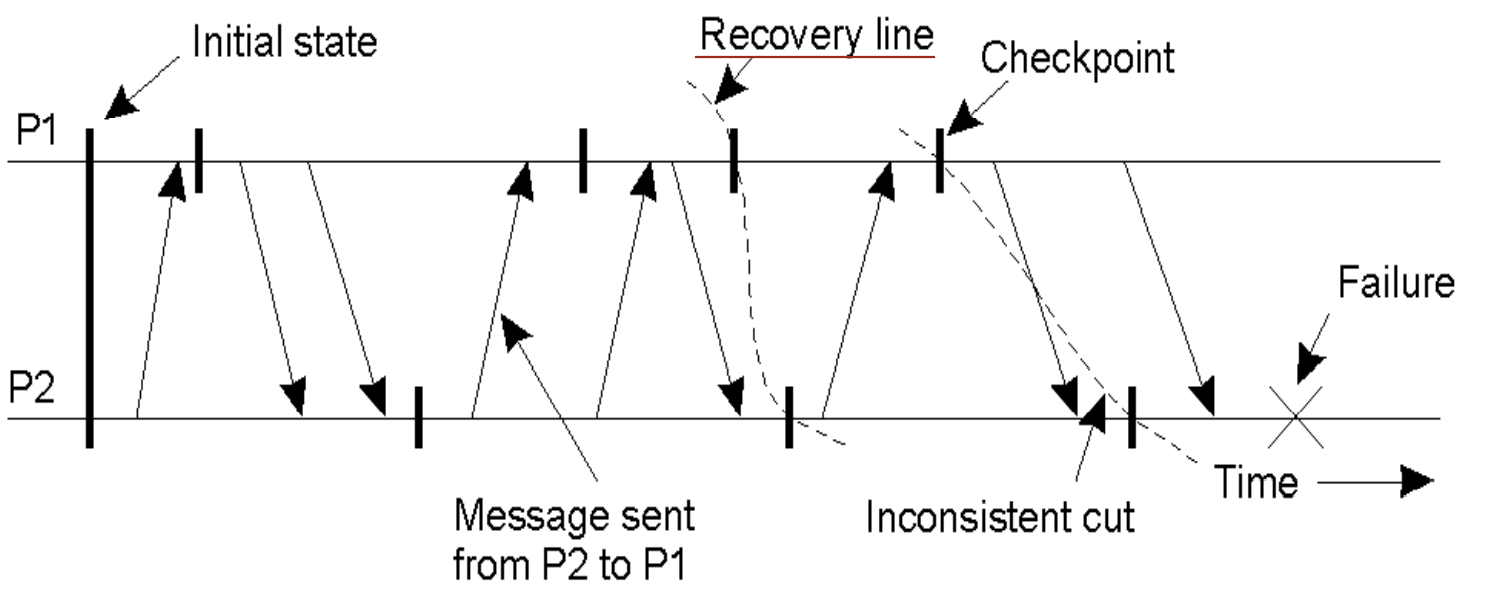 Initial state
Recovery line
Checkpoint
P1
Failure
P2
Time
Message sent
from P2 to P1
Inconsistent cut